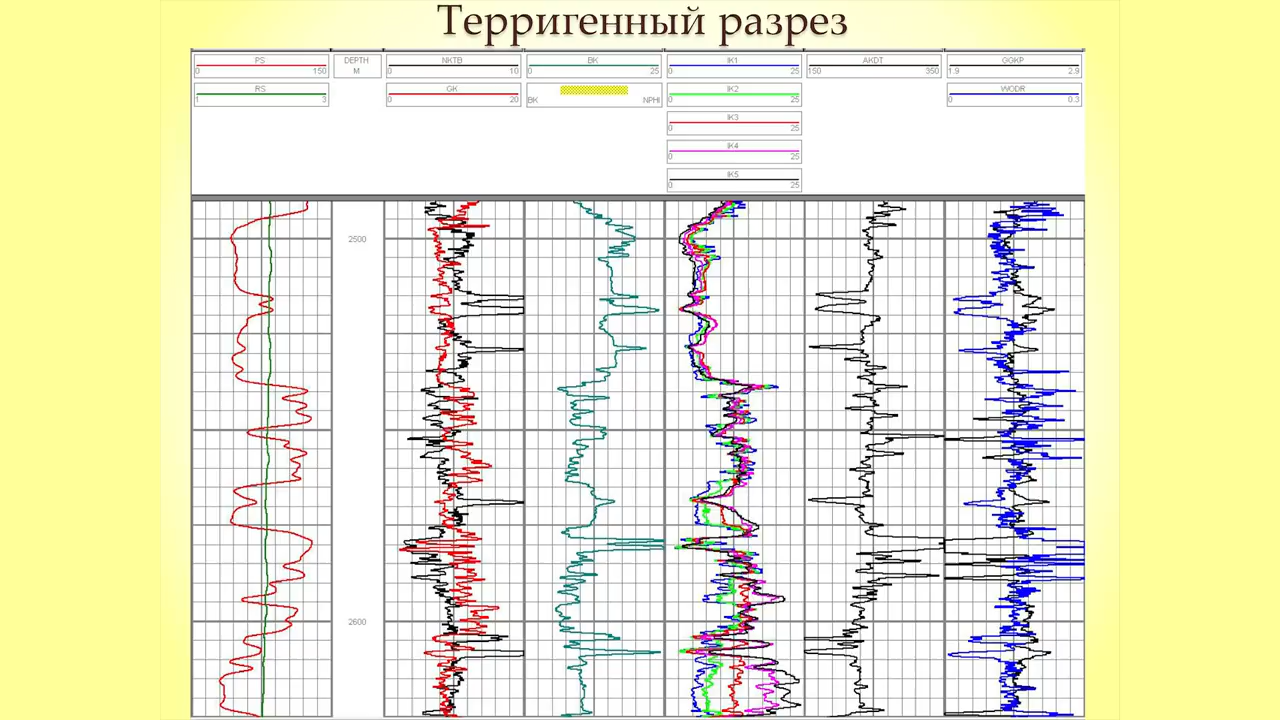 Терригенный разрез
PS
0 150
RS
1 3
DEPTH
M
NKTB
0 10
GK
0 20
BK
0 25
BK NPHI
IK1
0 25
IK2
0 25
IK3
0 25
IK4
0 25
IK5
0 25
AKDT
150 350
GGKP
1.9 2.9
WODR
0 0.3
2500
2600